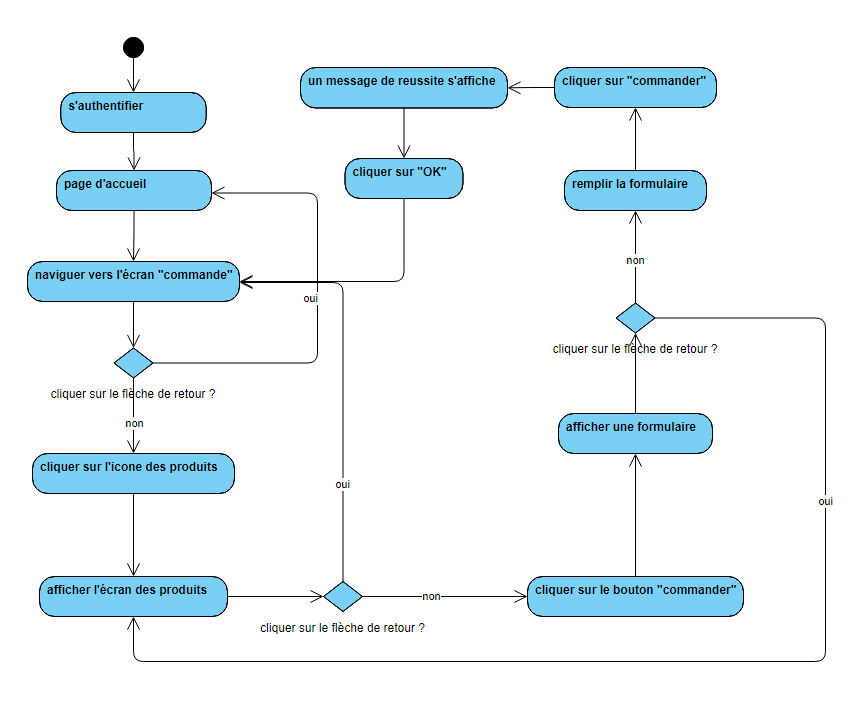 s'authentifier
page d'accueil
naviguer vers l'écran "commande"
oui
cliquer sur le flèche de retour ?
non
cliquer sur l'icone des produits
afficher l'écran des produits
oui
cliquer sur le flèche de retour ?
non
cliquer sur le bouton "commander"
afficher une formulaire
cliquer sur le flèche de retour ?
oui
non
remplir la formulaire
cliquer sur "commander"
un message de reussite s'affiche
cliquer sur "OK"